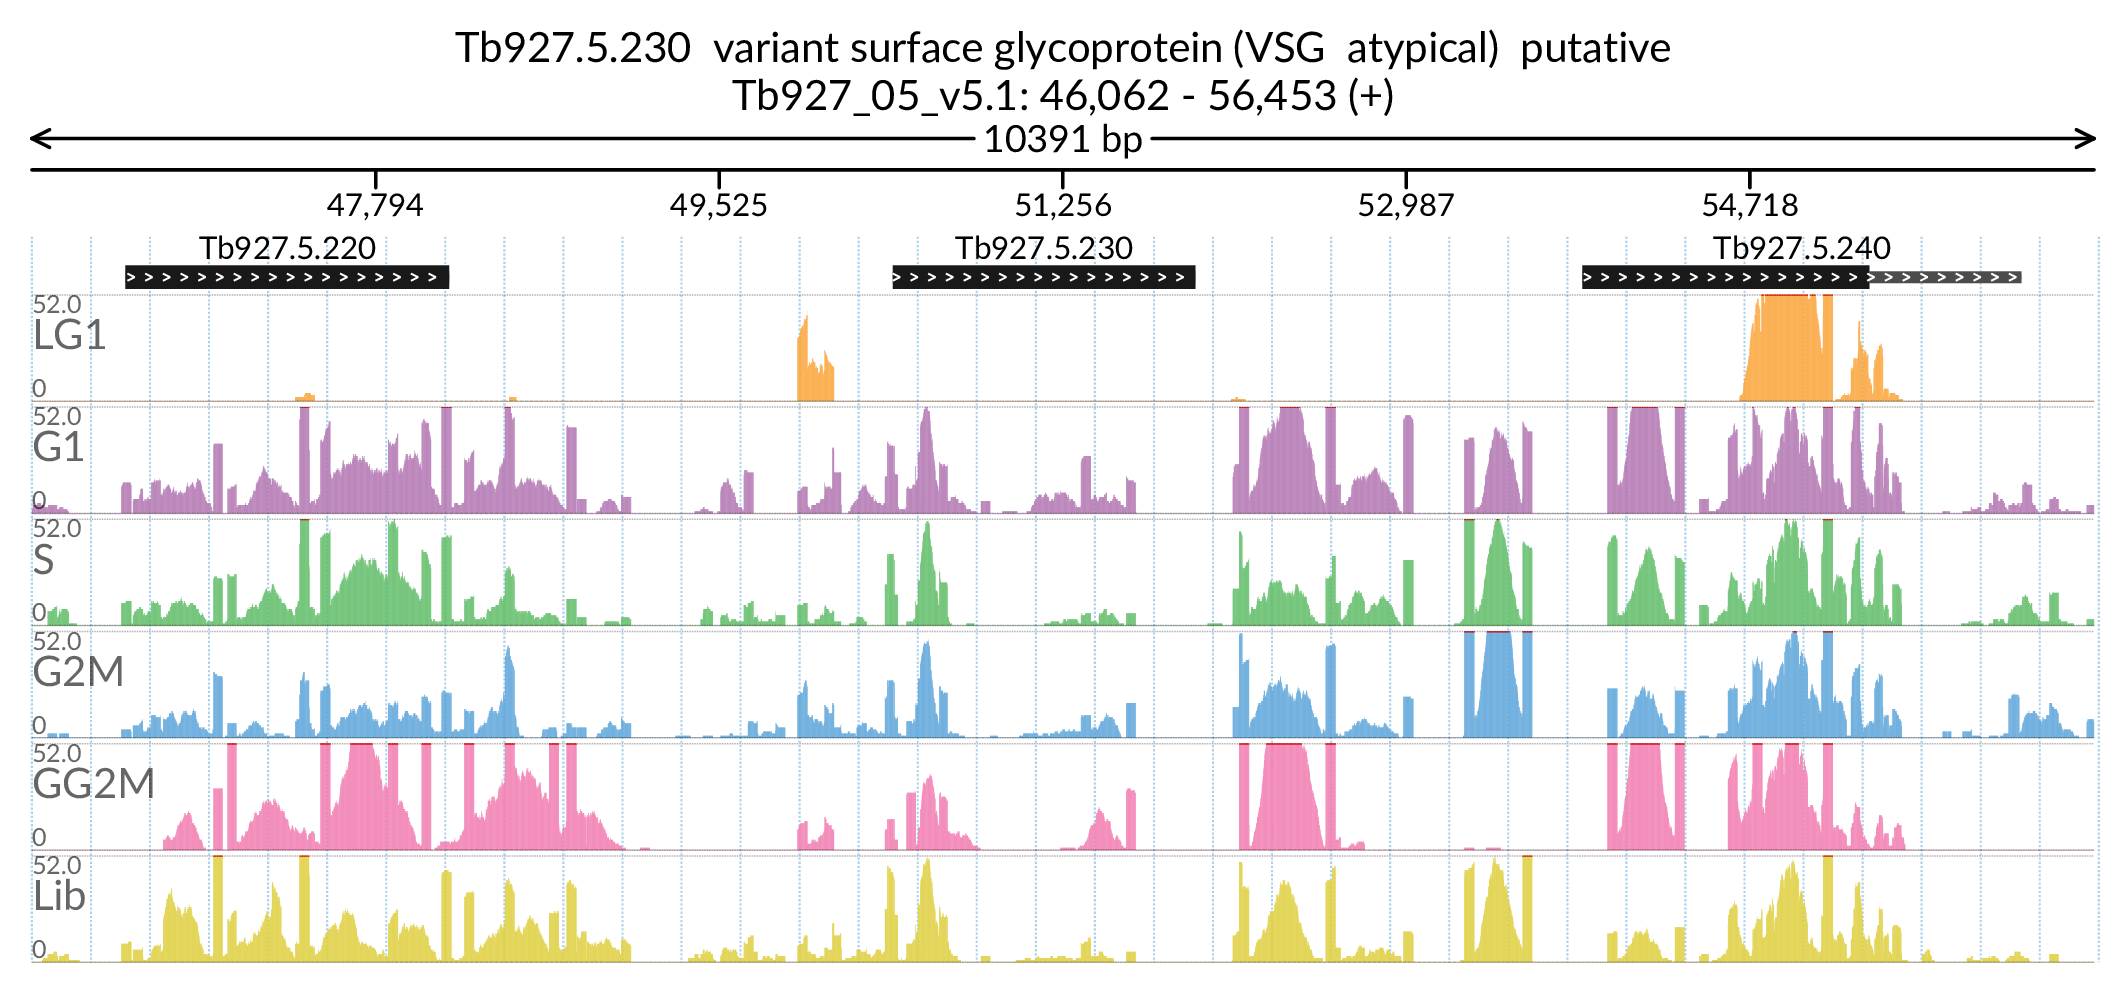 Tb927.5.230 variant surface glycoprotein (VSG atypical) putative
Tb927_05_v5.1: 46,062 - 56,453 (+)
10391 bp
47,794 49,525 51,256 52,987 54,718
Tb927.5.220 Tb927.5.230 Tb927.5.240
52.0
LG1
0
52.0
G1
0
52.0
S
0
52.0
G2M
0
52.0
GG2M
0
52.0
Lib
0